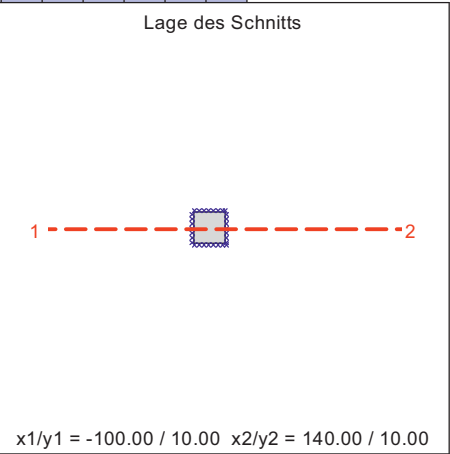 Lage des Schnitts
1 2
x1/y1 = -100.00 / 10.00 x2/y2 = 140.00 / 10.00